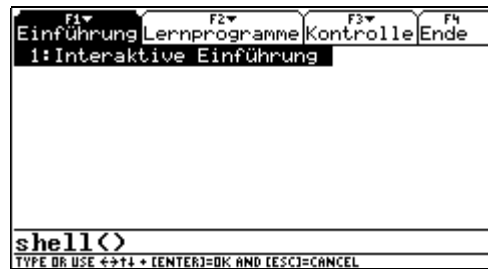 F1▾ F2▾ F3▾ F4
Einführung Lernprogramme Kontrolle Ende
1:Interaktive Einführung
shell()
TYPE OR USE ←→↑↓ + [ENTER]=OK AND [ESC]=CANCEL